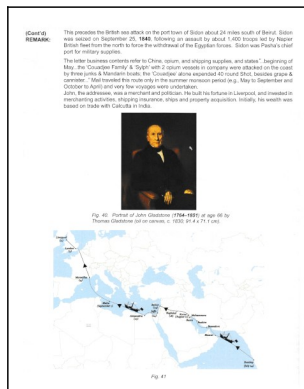 (Cont'd)
REMARK:
This precedes the British sea attack on the port town of Sidon about 24 miles south of Beirut. Sidon
was seized on September 25, 1840, following an assault by about 1,400 troops led by Napier
British fleet from the north to force the withdrawal of the Egyptian forces. Sidon was Pasha's chief
port for military supplies.
The letter business contents refer to China, opium, and shipping supplies, and states "..beginning of
May, the 'Couadjee Family' & 'Sylph' with 2 opium vessels in company were attacked on the coast
by three junks & Mandarin boats; the 'Couadjee' alone expended 40 round Shot, besides grape &
cannister.." Mail traveled this route only in the summer monsoon period (e.g., May to September and
October to April) and very few voyages were undertaken.
John, the addressee, was a merchant and politician. He built his fortune in Liverpool, and invested in
merchanting activities, shipping insurance, ships and property acquisition. Initially, his wealth was
based on trade with Calcutta in India.
Fig. 40. Portrait of John Gladstone (1764–1851) at age 66 by
Thomas Gladstone (oil on canvas, c. 1830, 91.4 x 71.1 cm).
Fig. 41